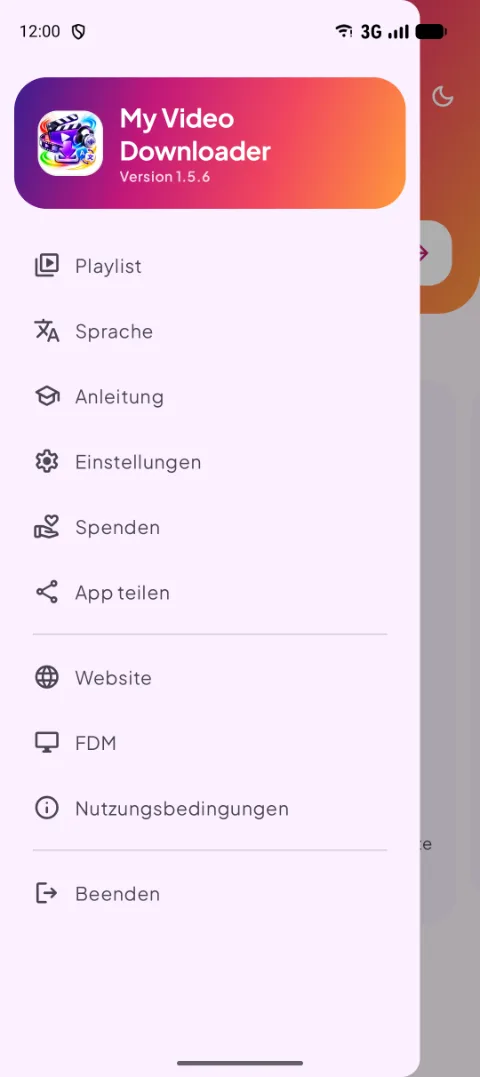 12:00
3G
My Video
Downloader
Version 1.5.6
Playlist
Sprache
Anleitung
Einstellungen
Spenden
App teilen
Website
FDM
Nutzungsbedingungen
Beenden